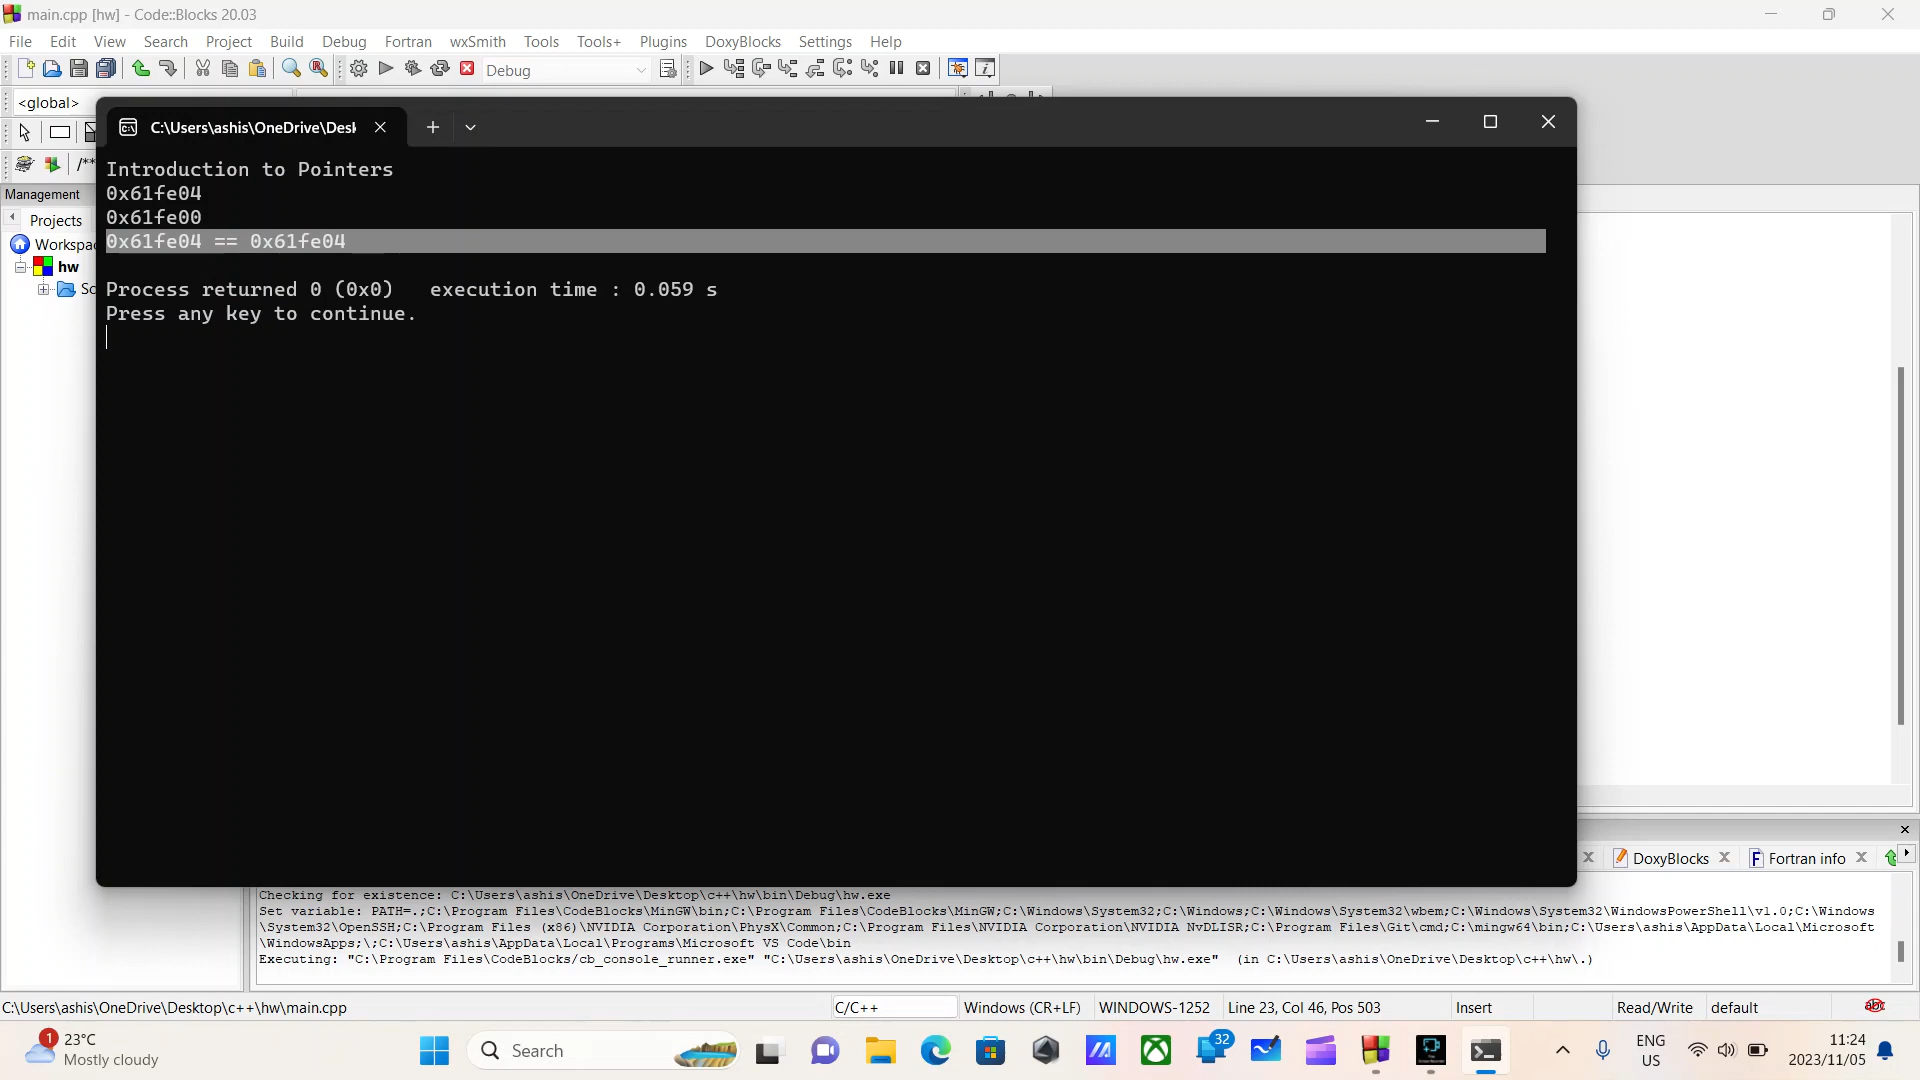 main.cpp [hw] - Code::Blocks 20.03
File Edit View Search Project Build Debug Fortran wxSmith Tools Tools+ Plugins DoxyBlocks Settings Help
Debug
<global>
C:\Users\ashis\OneDrive\Desk
/**
Introduction to Pointers
0x61fe04
0x61fe00
0x61fe04 == 0x61fe04
Process returned 0 (0x0)   execution time : 0.059 s
Press any key to continue.
Management
Projects
Workspa
hw
So
DoxyBlocks
Fortran info
Checking for existence: C:\Users\ashis\OneDrive\Desktop\c++\hw\bin\Debug\hw.exe
Set variable: PATH=.;C:\Program Files\CodeBlocks\MinGW\bin;C:\Program Files\CodeBlocks\MinGW;C:\Windows\System32;C:\Windows;C:\Windows\System32\wbem;C:\Windows\System32\WindowsPowerShell\v1.0;C:\Windows
\System32\OpenSSH;C:\Program Files (x86)\NVIDIA Corporation\PhysX\Common;C:\Program Files\NVIDIA Corporation\NVIDIA NvDLISR;C:\Program Files\Git\cmd;C:\mingw64\bin;C:\Users\ashis\AppData\Local\Microsoft
\WindowsApps;\;C:\Users\ashis\AppData\Local\Programs\Microsoft VS Code\bin
Executing: "C:\Program Files\CodeBlocks/cb_console_runner.exe" "C:\Users\ashis\OneDrive\Desktop\c++\hw\bin\Debug\hw.exe"  (in C:\Users\ashis\OneDrive\Desktop\c++\hw\.)
C:\Users\ashis\OneDrive\Desktop\c++\hw\main.cpp C/C++ Windows (CR+LF) WINDOWS-1252 Line 23, Col 46, Pos 503 Insert Read/Write default abc
1
23°C
Mostly cloudy
Search
32
ENG
US
11:24
2023/11/05